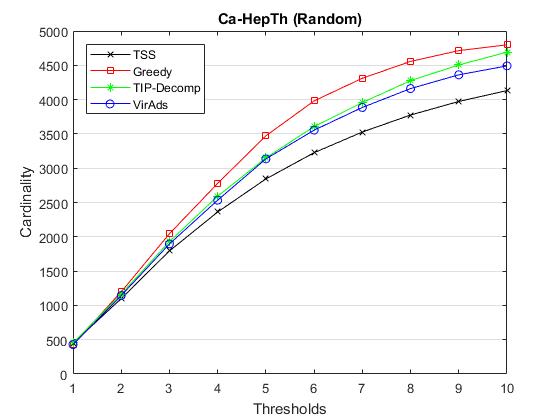 Ca-HepTh (Random)
5000
4500
4000
3500
3000
2500
2000
1500
1000
500
0
Cardinality
TSS
Greedy
TIP-Decomp
VirAds
1 2 3 4 5 6 7 8 9 10
Thresholds